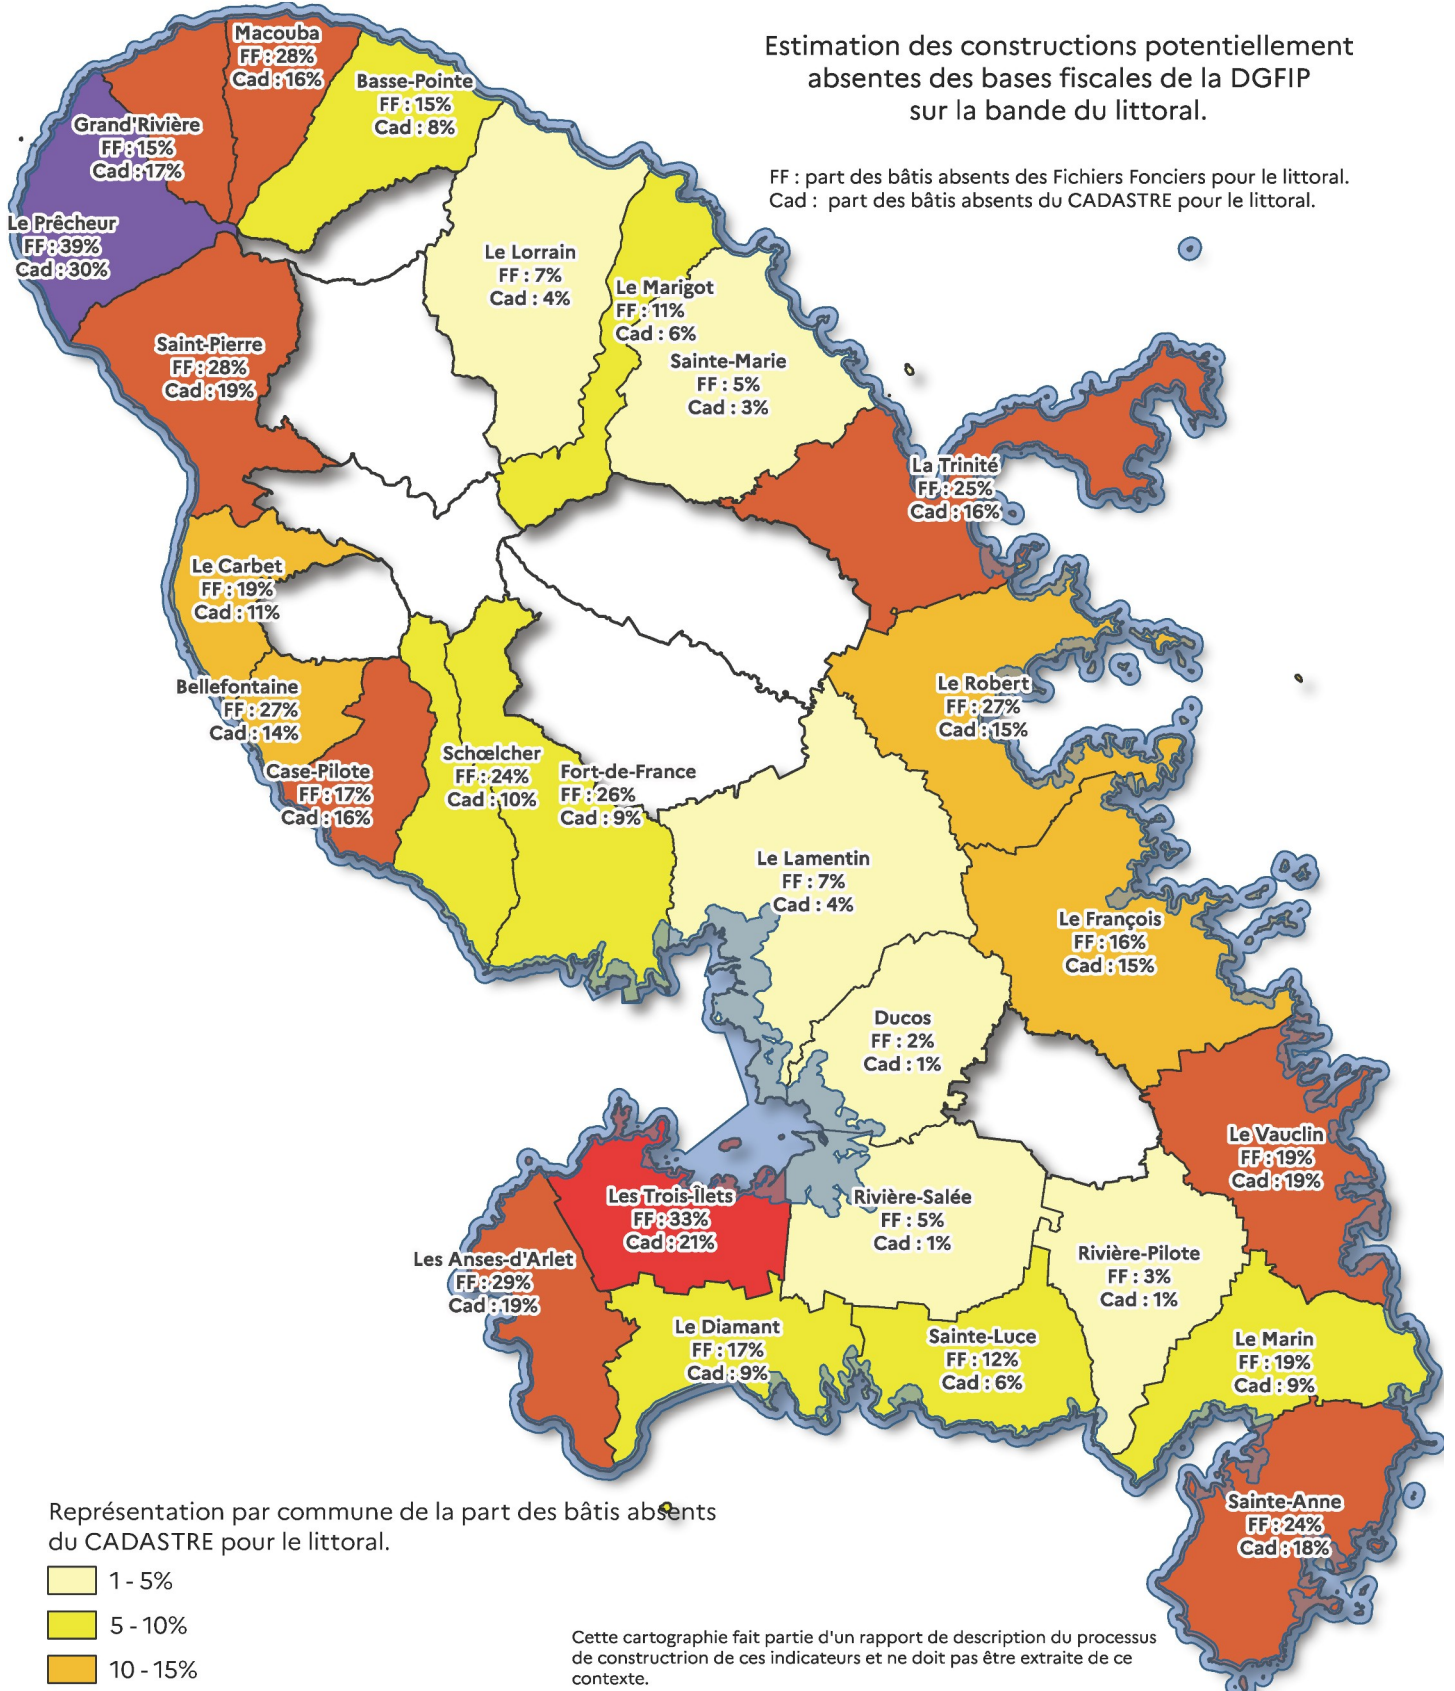 Estimation des constructions potentiellement
absentes des bases fiscales de la DGFIP
sur la bande du littoral.
FF : part des bâtis absents des Fichiers Fonciers pour le littoral.
Cad : part des bâtis absents du CADASTRE pour le littoral.
Macouba
FF : 28%
Cad : 16%
Basse-Pointe
FF : 15%
Cad : 8%
Grand'Rivière
FF : 15%
Cad : 17%
Le Prêcheur
FF : 39%
Cad : 30%
Le Lorrain
FF : 7%
Cad : 4%
Le Marigot
FF : 11%
Cad : 6%
Saint-Pierre
FF : 28%
Cad : 19%
Sainte-Marie
FF : 5%
Cad : 3%
La Trinité
FF : 25%
Cad : 16%
Le Carbet
FF : 19%
Cad : 11%
Bellefontaine
FF : 27%
Cad : 14%
Le Robert
FF : 27%
Cad : 15%
Case-Pilote
FF : 17%
Cad : 16%
Schœlcher
FF : 24%
Cad : 10%
Fort-de-France
FF : 26%
Cad : 9%
Le Lamentin
FF : 7%
Cad : 4%
Le François
FF : 16%
Cad : 15%
Ducos
FF : 2%
Cad : 1%
Le Vauclin
FF : 19%
Cad : 19%
Les Trois-Îlets
FF : 33%
Cad : 21%
Rivière-Salée
FF : 5%
Cad : 1%
Les Anses-d'Arlet
FF : 29%
Cad : 19%
Rivière-Pilote
FF : 3%
Cad : 1%
Le Diamant
FF : 17%
Cad : 9%
Sainte-Luce
FF : 12%
Cad : 6%
Le Marin
FF : 19%
Cad : 9%
Sainte-Anne
FF : 24%
Cad : 18%
Représentation par commune de la part des bâtis absents
du CADASTRE pour le littoral.
1 - 5%
5 - 10%
10 - 15%
Cette cartographie fait partie d'un rapport de description du processus
de constructrion de ces indicateurs et ne doit pas être extraite de ce
contexte.